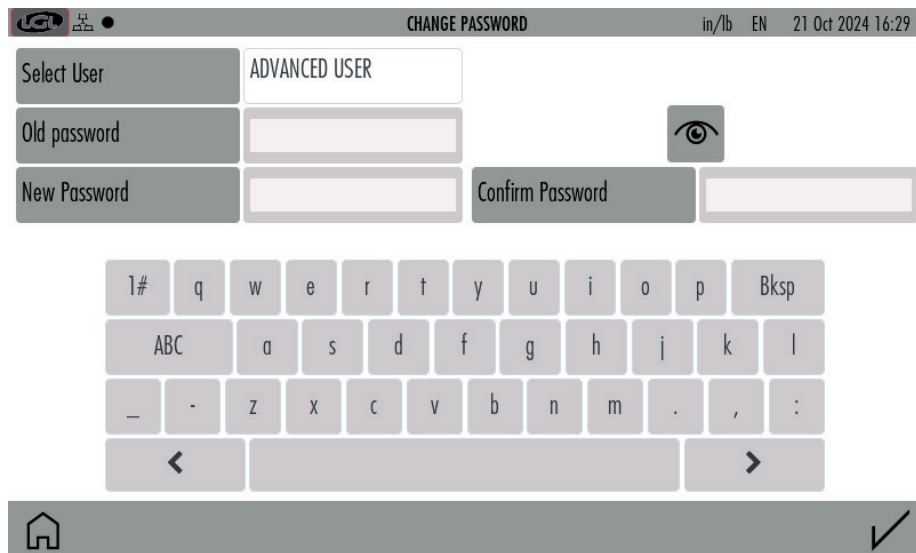 LGL CHANGE PASSWORD in/lb EN 21 Oct 2024 16:29
Select User ADVANCED USER
Old password
New Password Confirm Password
1# q w e r t y u i o p Bksp
ABC a s d f g h j k l
_ - z x c v b n m . , :
< >